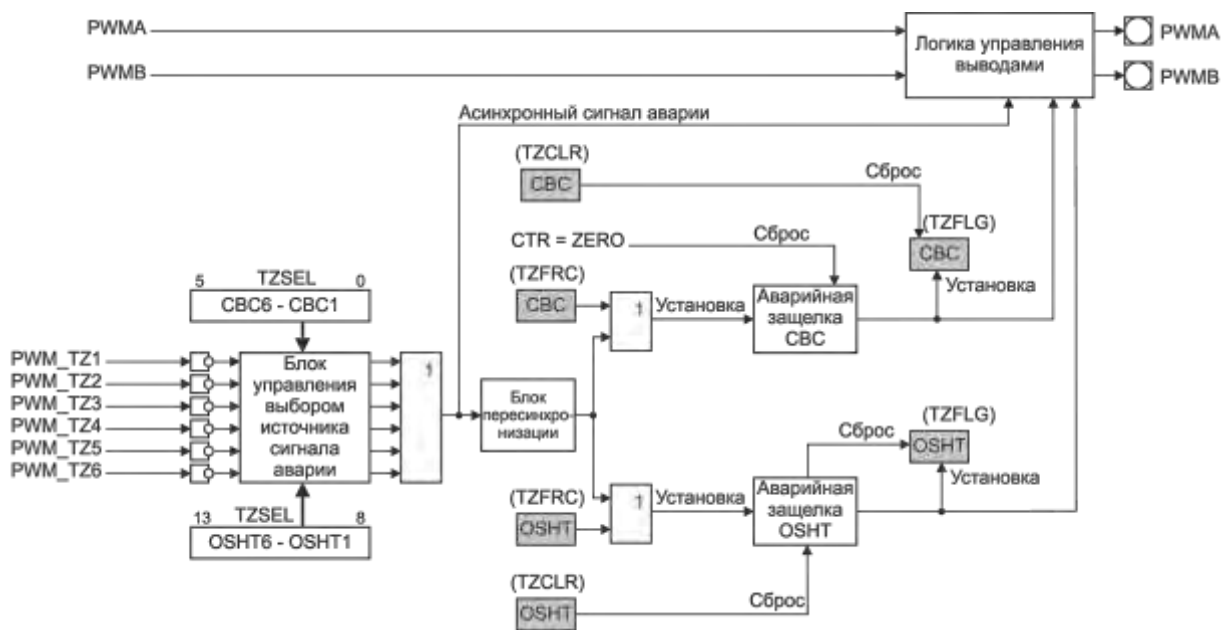 PWMA
PWMB
Логика управления
выводами
PWMA
PWMB
Асинхронный сигнал аварии
(TZCLR)
CBC
Сброс
(TZFLG)
CBC
CTR = ZERO
Сброс
(TZFRC)
CBC
1
Установка
Аварийная
защелка
CBC
Установка
5 TZSEL 0
CBC6 - CBC1
PWM_TZ1
PWM_TZ2
PWM_TZ3
PWM_TZ4
PWM_TZ5
PWM_TZ6
Блок
управления
выбором
источника
сигнала
аварии
1
Блок
пересинхро-
низации
13 TZSEL 8
OSHT6 - OSHT1
(TZFRC)
OSHT
1
Установка
Аварийная
защелка
OSHT
Сброс
(TZFLG)
OSHT
Установка
(TZCLR)
OSHT
Сброс